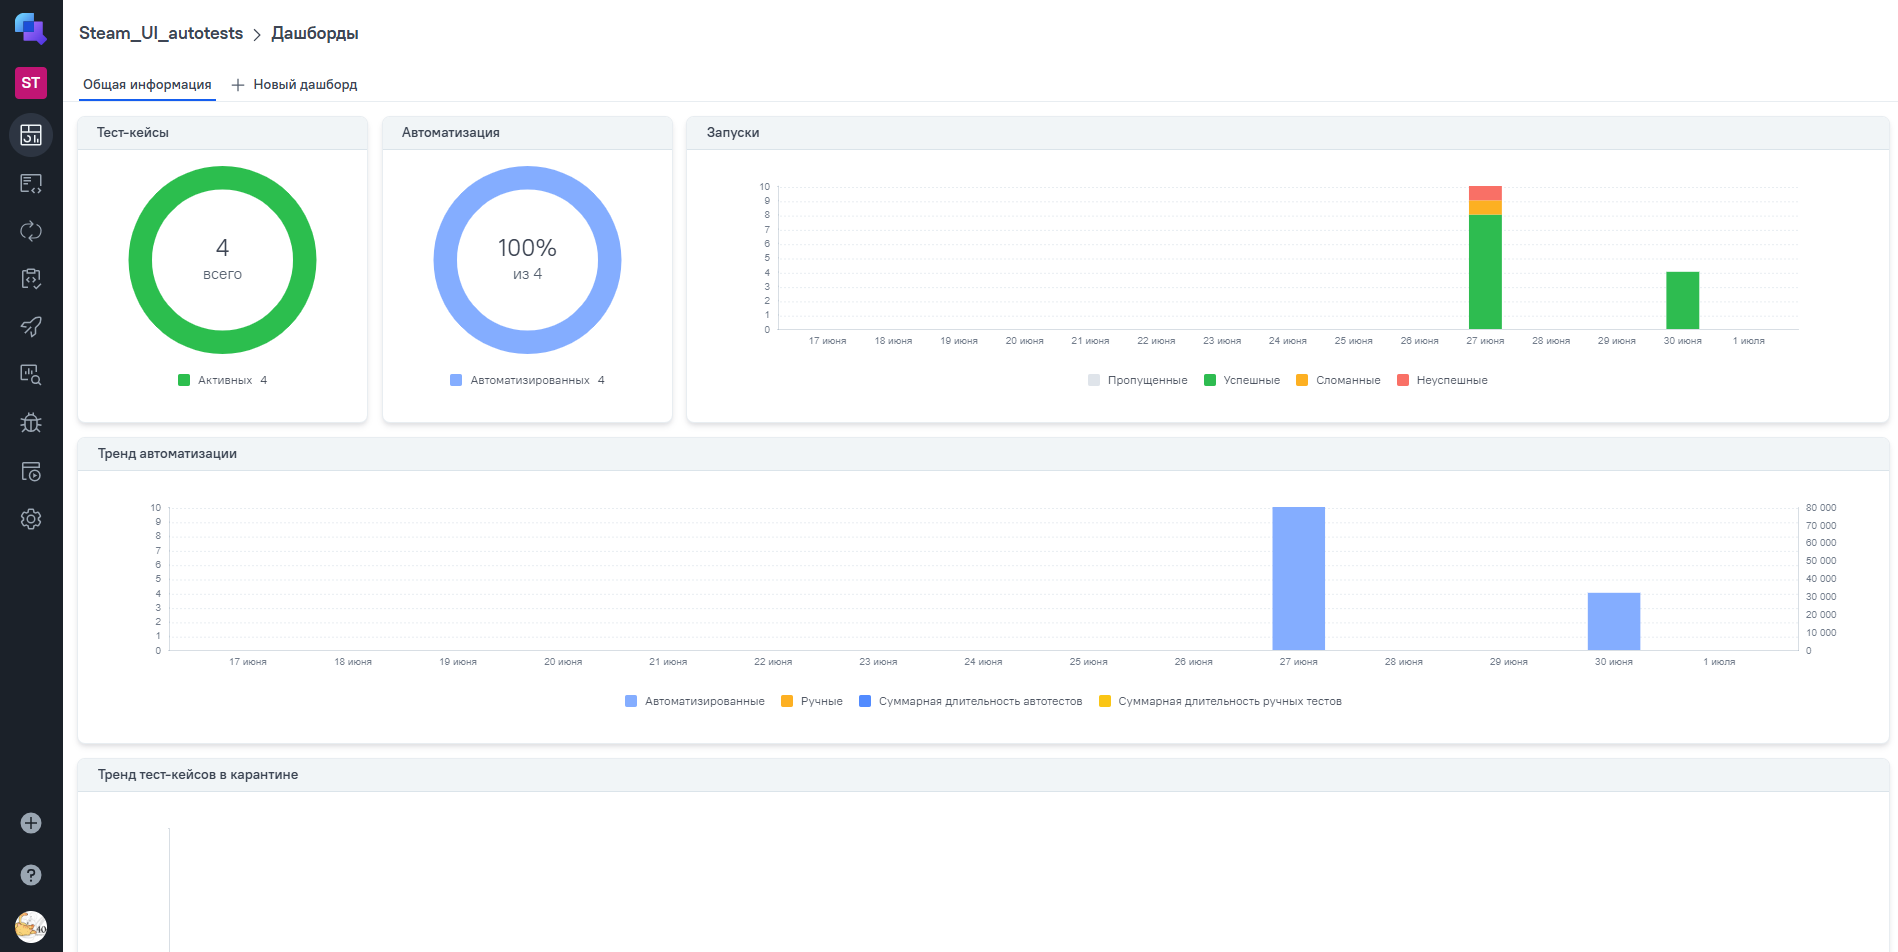 Steam_UI_autotests > Дашборды
ST
Общая информация
Новый дашборд
Тест-кейсы
4
всего
Активных 4
Автоматизация
100%
из 4
Автоматизированных 4
Запуски
10
9
8
7
6
5
4
3
2
1
0
17 июня 18 июня 19 июня 20 июня 21 июня 22 июня 23 июня 24 июня 25 июня 26 июня 27 июня 28 июня 29 июня 30 июня 1 июля
Пропущенные Успешные Сломанные Неуспешные
Тренд автоматизации
10
9
8
7
6
5
4
3
2
1
0
80 000
70 000
60 000
50 000
40 000
30 000
20 000
10 000
0
17 июня 18 июня 19 июня 20 июня 21 июня 22 июня 23 июня 24 июня 25 июня 26 июня 27 июня 28 июня 29 июня 30 июня 1 июля
Автоматизированные Ручные Суммарная длительность автотестов Суммарная длительность ручных тестов
Тренд тест-кейсов в карантине